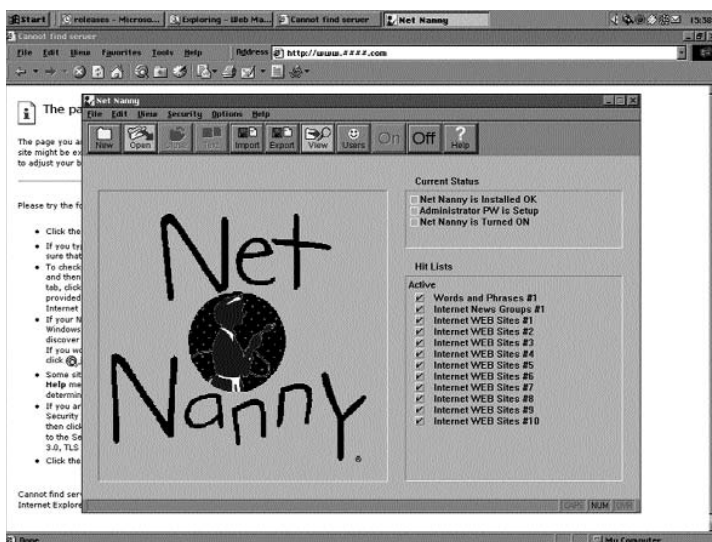 Start releases - Microso... Exploring - Web Ma... Cannot find server Net Nanny 15:38
Cannot find server
File Edit View Favorites Tools Help Address http://www.####.com
The pa
The page you a
site might be ex
to adjust your b
Please try the fo
Click the
If you typ
sure that
To check
and then
tab, click
provided
Internet
If your N
Windows
discover
If you wo
click
Some sit
Help me
determin
If you ar
Security
then click
to the Se
3.0, TLS
Click the
Cannot find serv
Internet Explore
Done My Computer
Net Nanny
File Edit View Security Options Help
New Open Close Test Import Export View Users On Off Help
Net
Nanny
®
Current Status
Net Nanny is Installed OK
Administrator PW is Setup
Net Nanny is Turned ON
Hit Lists
Active
Words and Phrases #1
Internet News Groups #1
Internet WEB Sites #1
Internet WEB Sites #2
Internet WEB Sites #3
Internet WEB Sites #4
Internet WEB Sites #5
Internet WEB Sites #6
Internet WEB Sites #7
Internet WEB Sites #8
Internet WEB Sites #9
Internet WEB Sites #10
CAPS NUM OVR